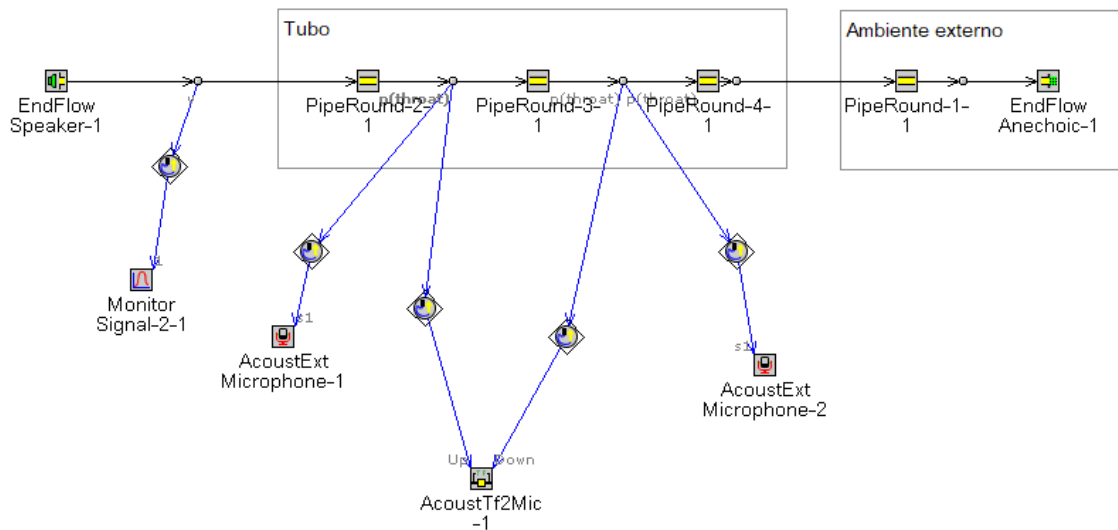 Tubo
Ambiente externo
EndFlow
Speaker-1
p(throat)
PipeRound-2-
1
PipeRound-3-
1
p(throat)
p(throat)
PipeRound-4-
1
PipeRound-1-
1
EndFlow
Anechoic-1
Monitor
Signal-2-1
s1
AcoustExt
Microphone-1
s1
AcoustExt
Microphone-2
Up
Down
AcoustTf2Mic
-1